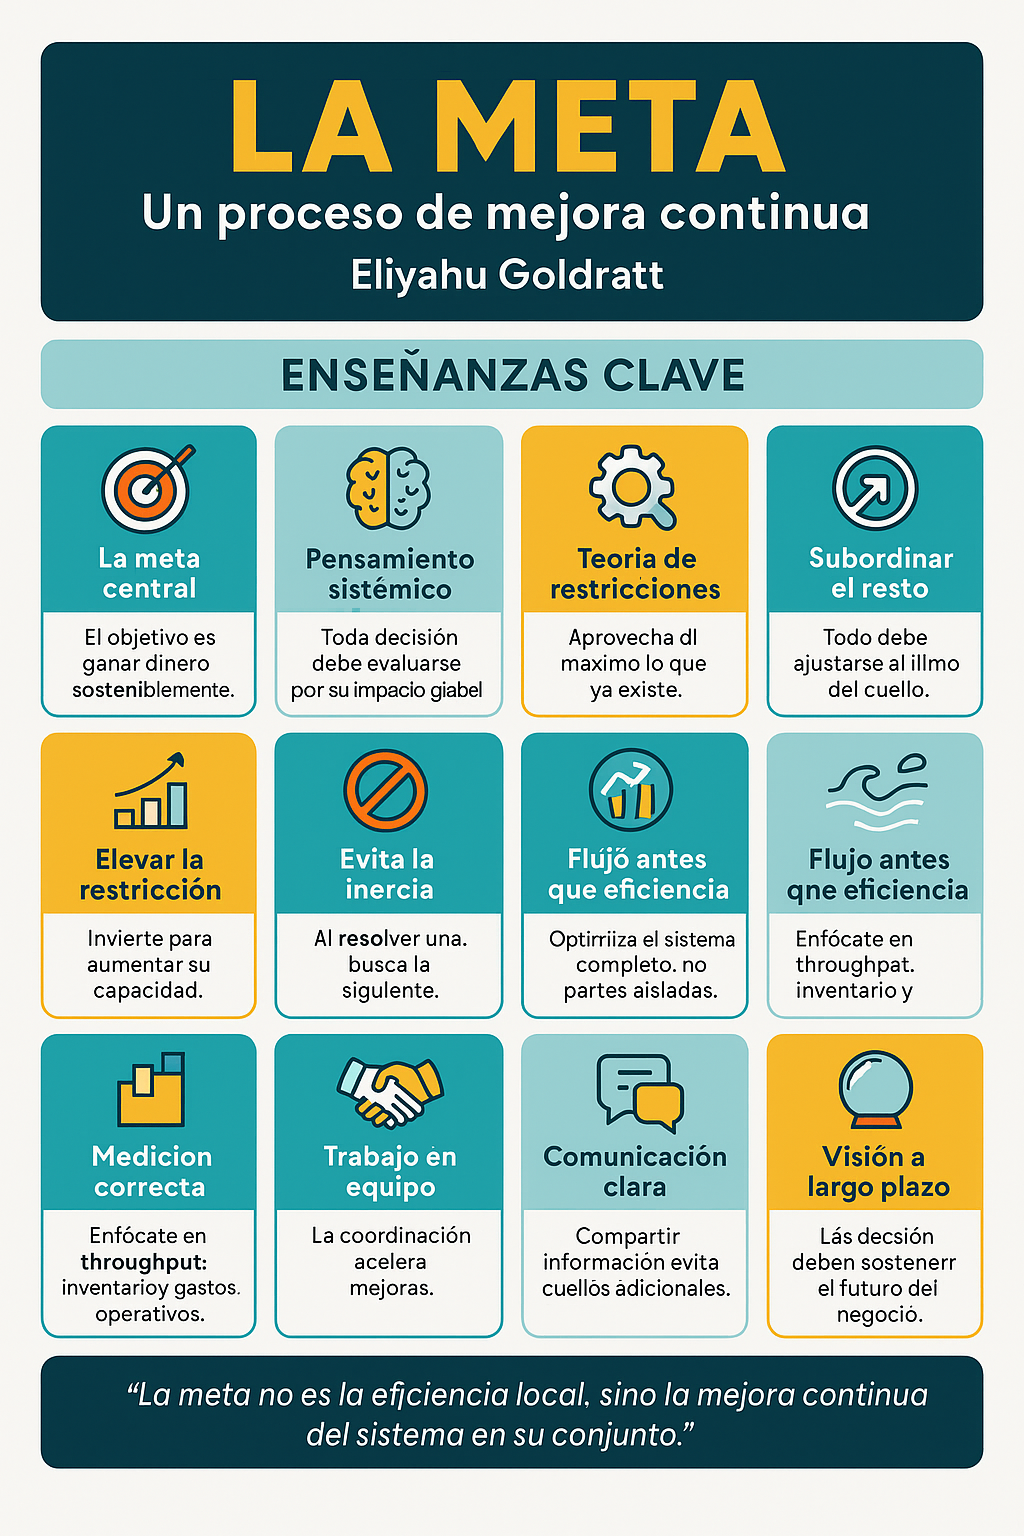 LA META
Un proceso de mejora continua
Eliyahu Goldratt
ENSEÑANZAS CLAVE
La meta
central
El objetivo es
ganar dinero
sosteniblemente.
Pensamiento
sistémico
Toda decisión
debe evaluarse
por su impacio giabel
Teoria de
restricciones
Aprovecha dl
maximo lo que
ya existe.
Subordinar
el resto
Todo debe
ajustarse al illmo
del cuello.
Elevar la
restricción
Invierte para
aumentar su
capacidad.
Evita la
inercia
Al resolver una.
busca la
sigulente.
Flújő antes
que eficiencia
Optirriiza el sistema
completo. no
partes aisladas.
Flujo antes
qne eficiencia
Enfócate en
throughpat.
inventario y
Medicion
correcta
Enfócate en
throughput:
inventarioy gastos.
operativos.
Trabajo en
equipo
La coordinación
acelera
mejoras.
Comunicación
clara
Compartir
información evita
cuellós àdicionales.
Visión a
largo plazo
Lás decsión
deben sostenerr
el futuro dei
negoció.
“La meta no es la efjciencia local, sino la mejora continua
del sistema en su conjunto.”